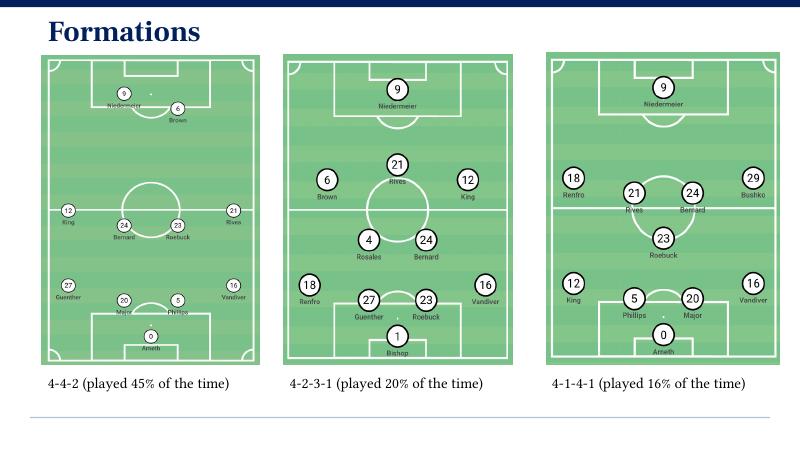 Formations
9
Niedermeier
6
Brown
12
King
24
Bernard
23
Roebuck
21
Rives
27
Guenther
20
Major
5
Phillips
16
Vandiver
0
Arneth
4-4-2 (played 45% of the time)
9
Niedermeier
6
Brown
21
Rives
12
King
4
Rosales
24
Bernard
18
Renfro
27
Guenther
23
Roebuck
16
Vandiver
1
Bishop
4-2-3-1 (played 20% of the time)
9
Niedermeier
18
Renfro
21
Rives
24
Bernard
29
Bushko
23
Roebuck
12
King
5
Phillips
20
Major
16
Vandiver
0
Arneth
4-1-4-1 (played 16% of the time)